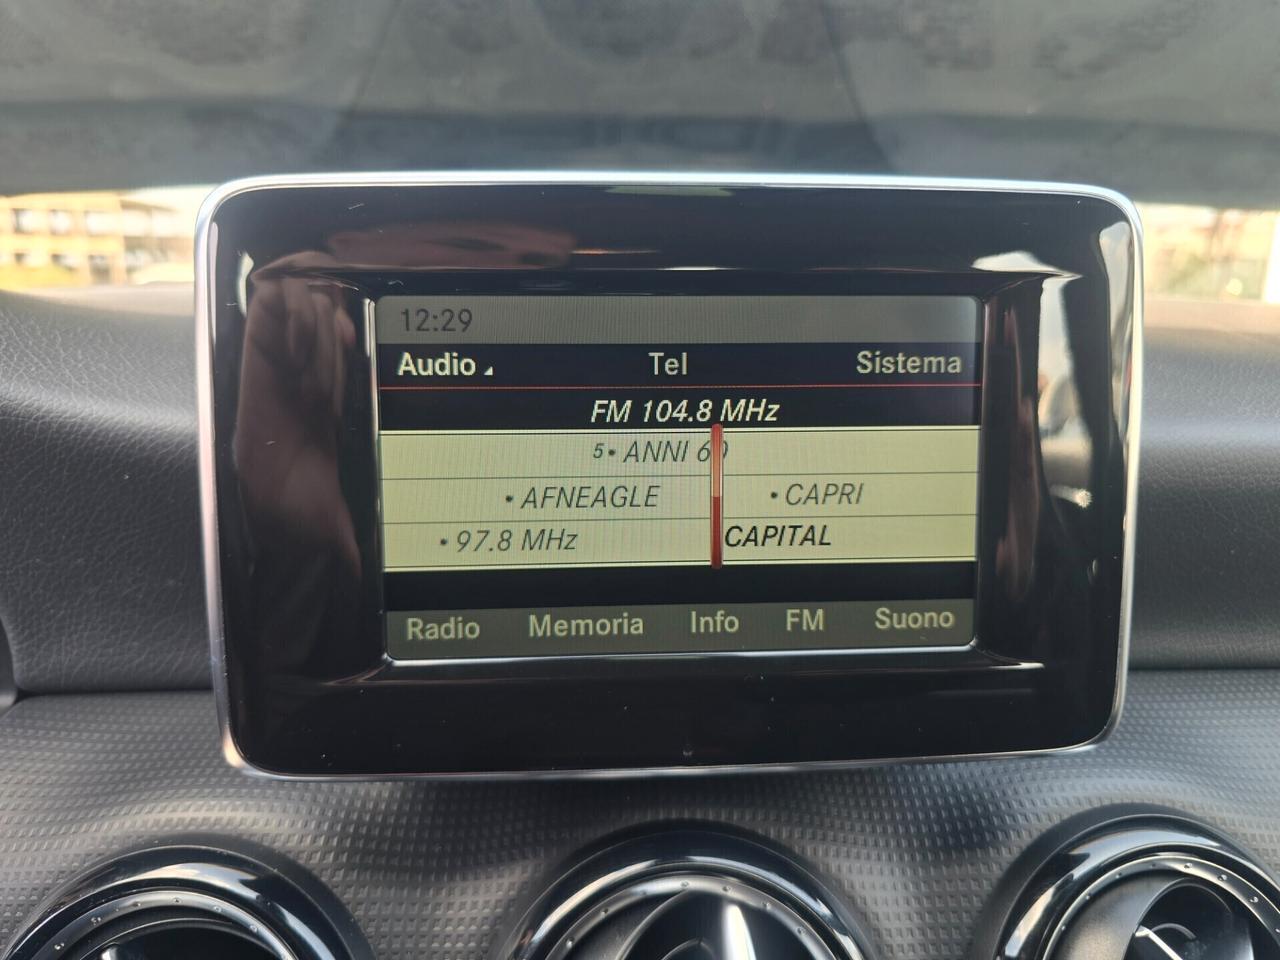 12:29
Audio Tel Sistema
FM 104.8 MHz
5• ANNI 60
• AFNEAGLE • CAPRI
• 97.8 MHz CAPITAL
Radio Memoria Info FM Suono